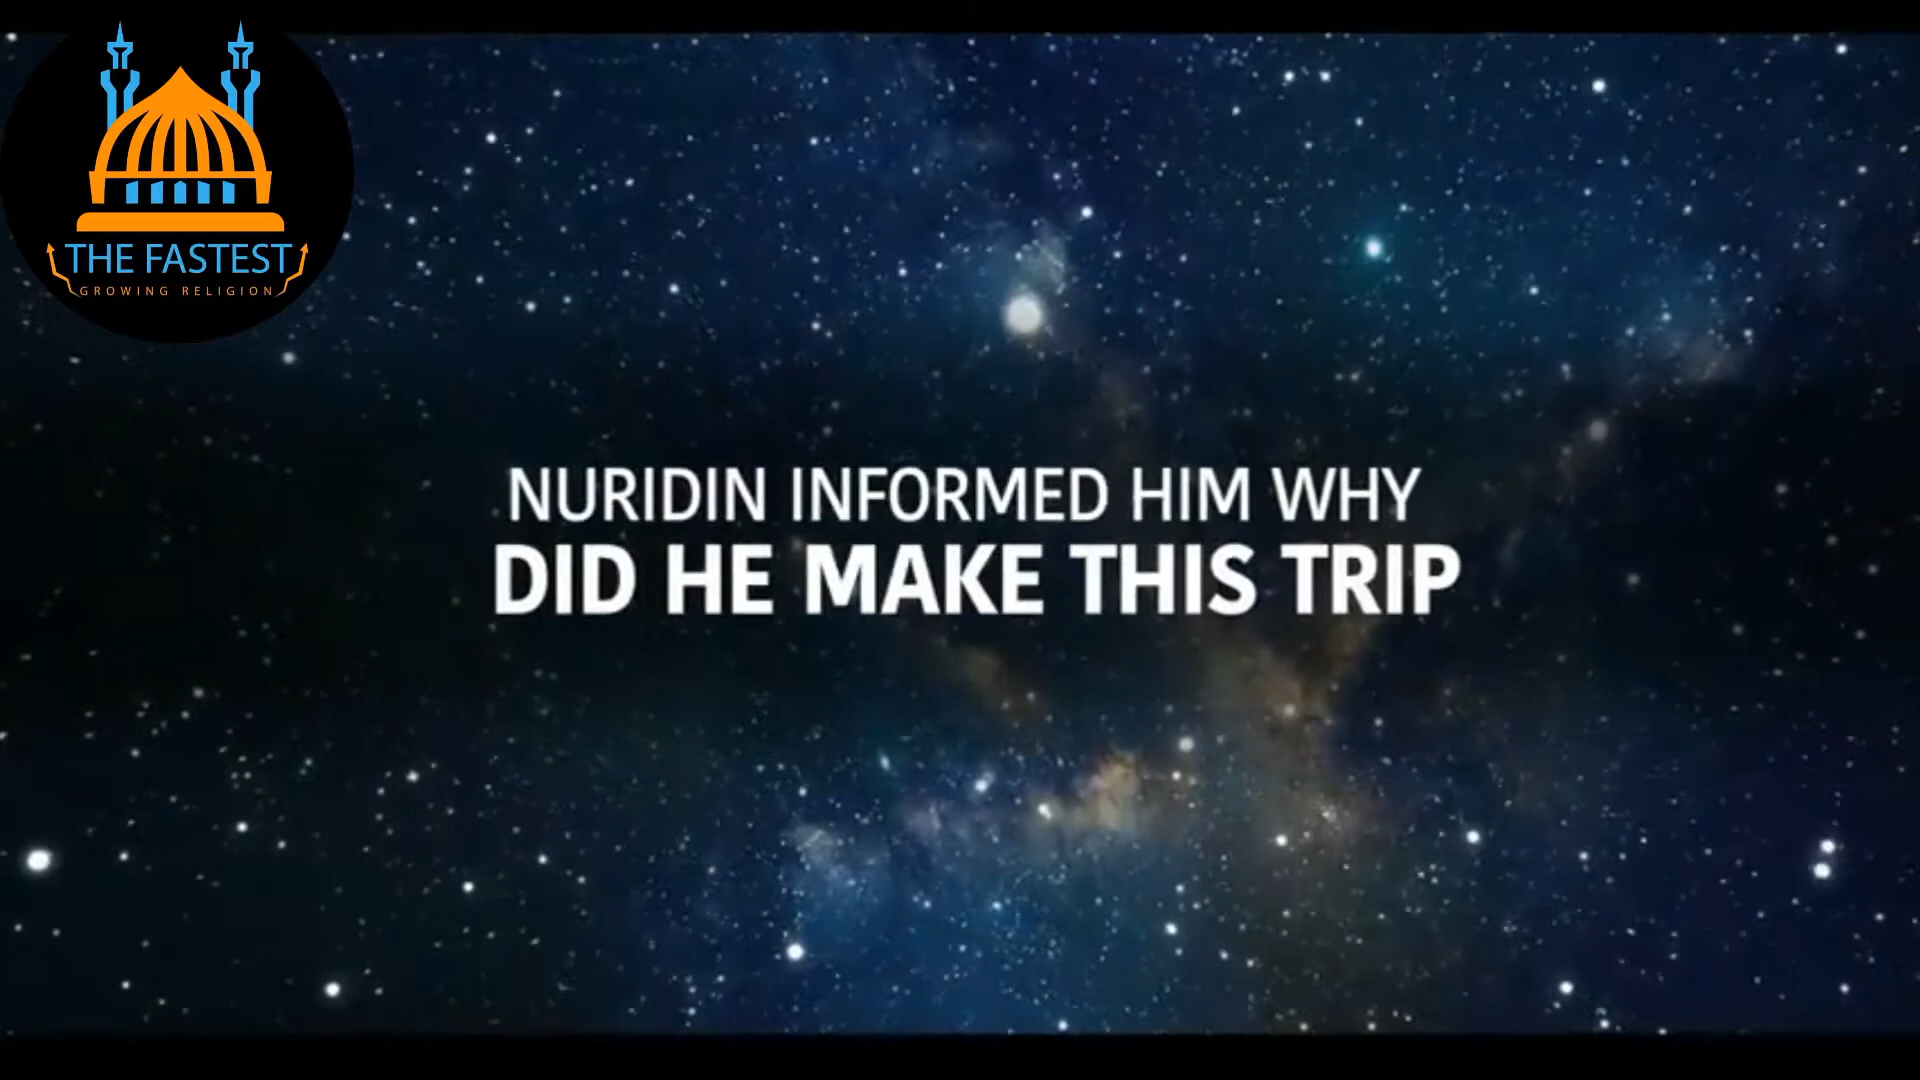 THE FASTEST
GROWING RELIGION
NURIDIN INFORMED HIM WHY
DID HE MAKE THIS TRIP